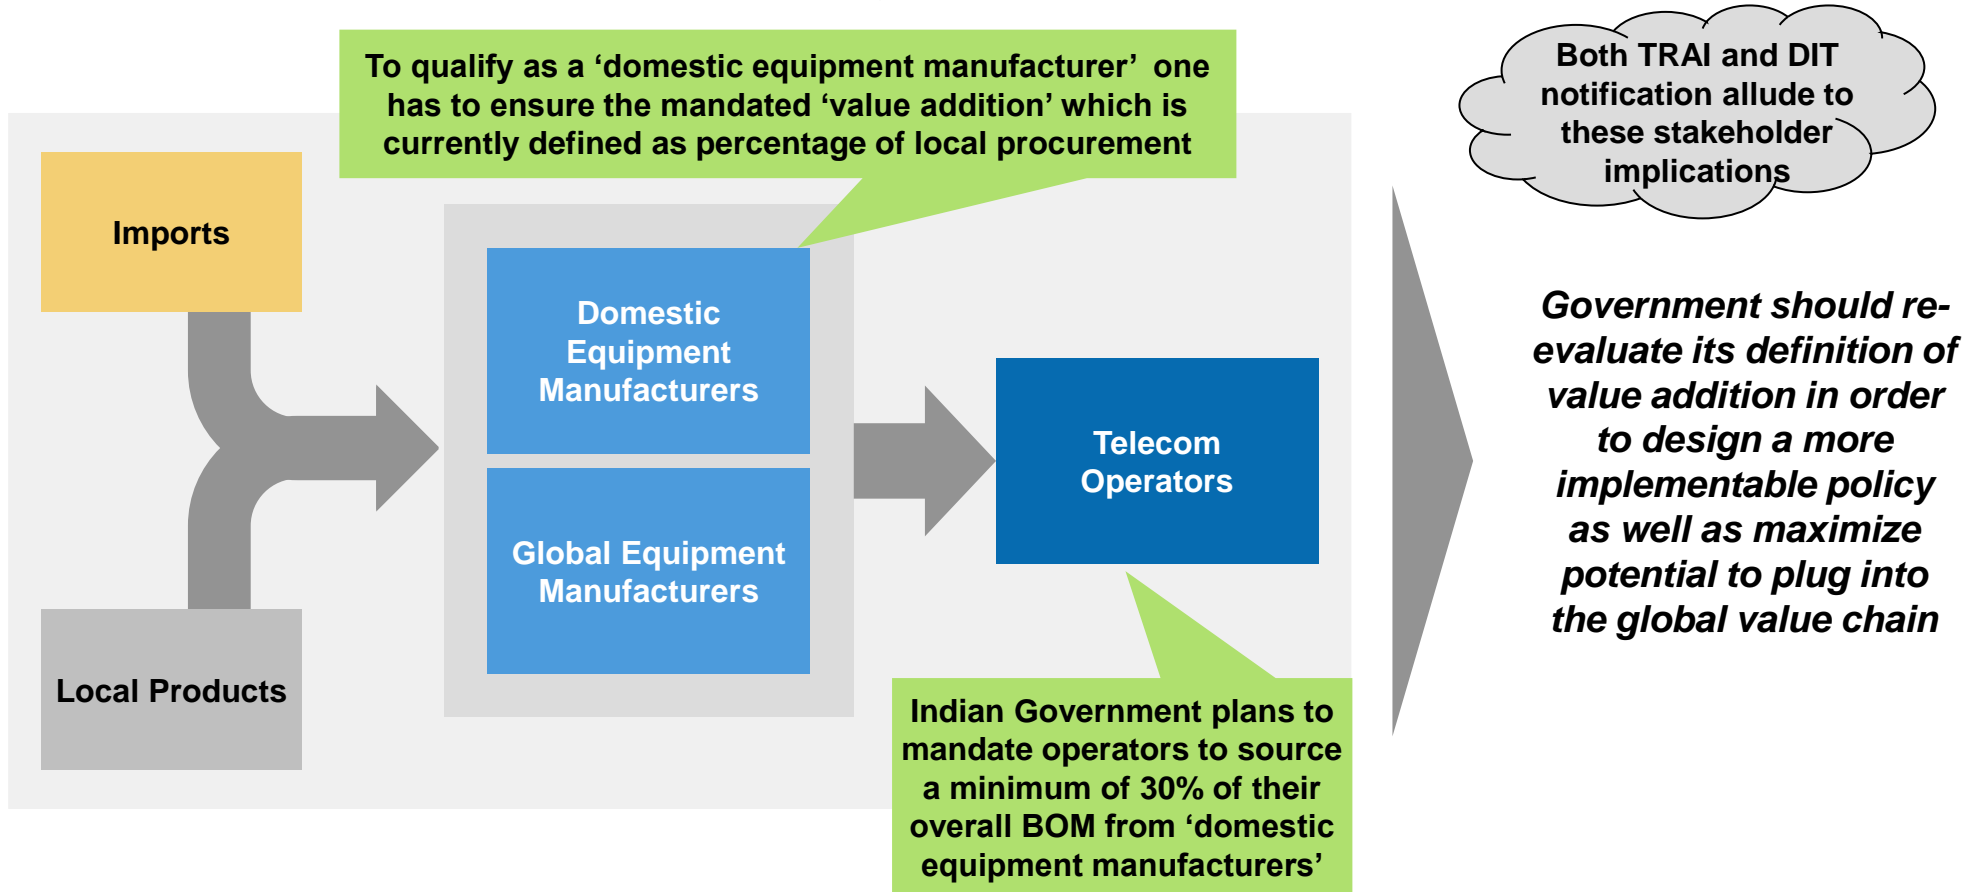 To qualify as a ‘domestic equipment manufacturer’ one
has to ensure the mandated ‘value addition’ which is
currently defined as percentage of local procurement
Both TRAI and DIT
notification allude to
these stakeholder
implications
Imports
Domestic
Equipment
Manufacturers
Global Equipment
Manufacturers
Local Products
Telecom
Operators
Indian Government plans to
mandate operators to source
a minimum of 30% of their
overall BOM from ‘domestic
equipment manufacturers’
Government should re-
evaluate its definition of
value addition in order
to design a more
implementable policy
as well as maximize
potential to plug into
the global value chain